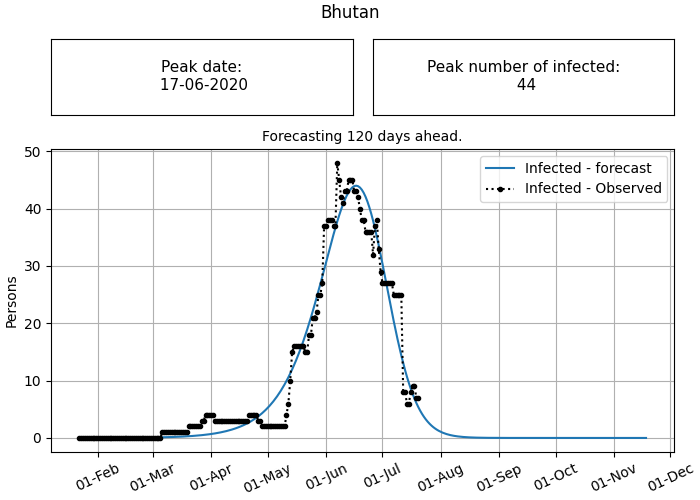 Bhutan
Peak date:
17-06-2020
Peak number of infected:
44
Forecasting 120 days ahead.
Infected - forecast
Infected - Observed
Persons
50
40
30
20
10
0
01-Feb
01-Mar
01-Apr
01-May
01-Jun
01-Jul
01-Aug
01-Sep
01-Oct
01-Nov
01-Dec